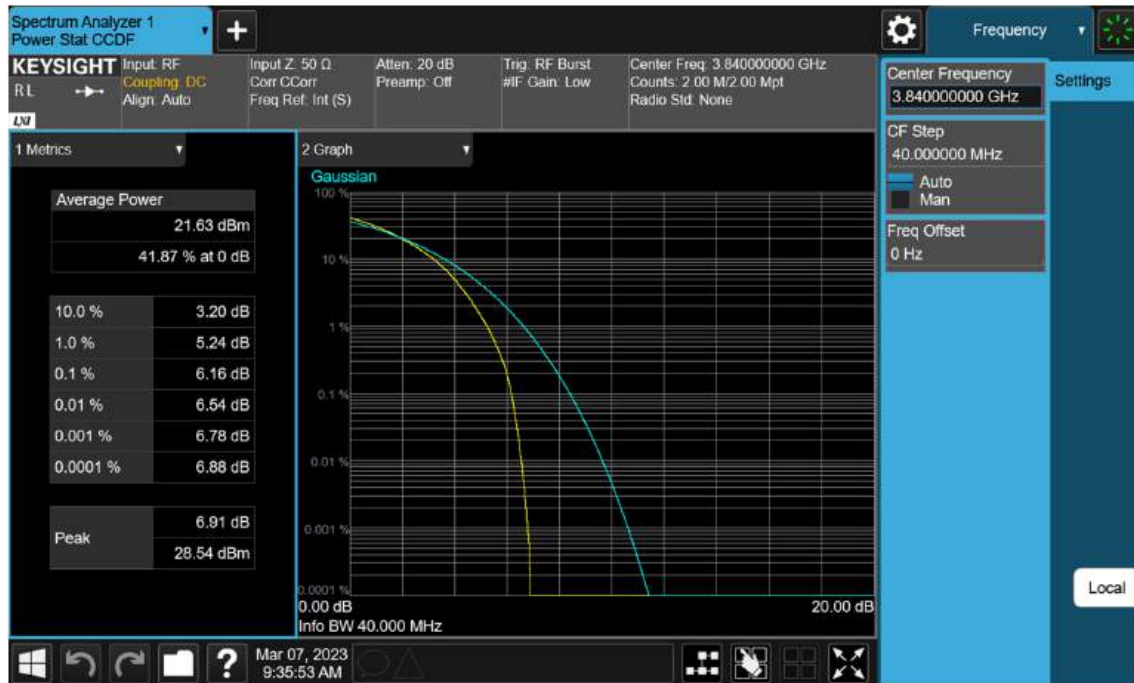 Spectrum Analyzer 1
Power Stat CCDF
Frequency
KEYSIGHT
RL
LXI
Input: RF
Coupling: DC
Align: Auto
Input Z: 50 Ω
Corr CCorr
Freq Ref: Int (S)
Atten: 20 dB
Preamp: Off
Trig: RF Burst
#IF Gain: Low
Center Freq: 3.840000000 GHz
Counts: 2.00 M/2.00 Mpt
Radio Std: None
Center Frequency
3.840000000 GHz
Settings
CF Step
40.000000 MHz
Auto
Man
Freq Offset
0 Hz
1 Metrics
Average Power
21.63 dBm
41.87 % at 0 dB
10.0 % 3.20 dB
1.0 % 5.24 dB
0.1 % 6.16 dB
0.01 % 6.54 dB
0.001 % 6.78 dB
0.0001 % 6.88 dB
Peak
6.91 dB
28.54 dBm
2 Graph
Gaussian
100 %
10 %
1 %
0.1 %
0.01 %
0.001 %
0.0001 %
0.00 dB 20.00 dB
Info BW 40.000 MHz
Local
?
Mar 07, 2023
9:35:53 AM